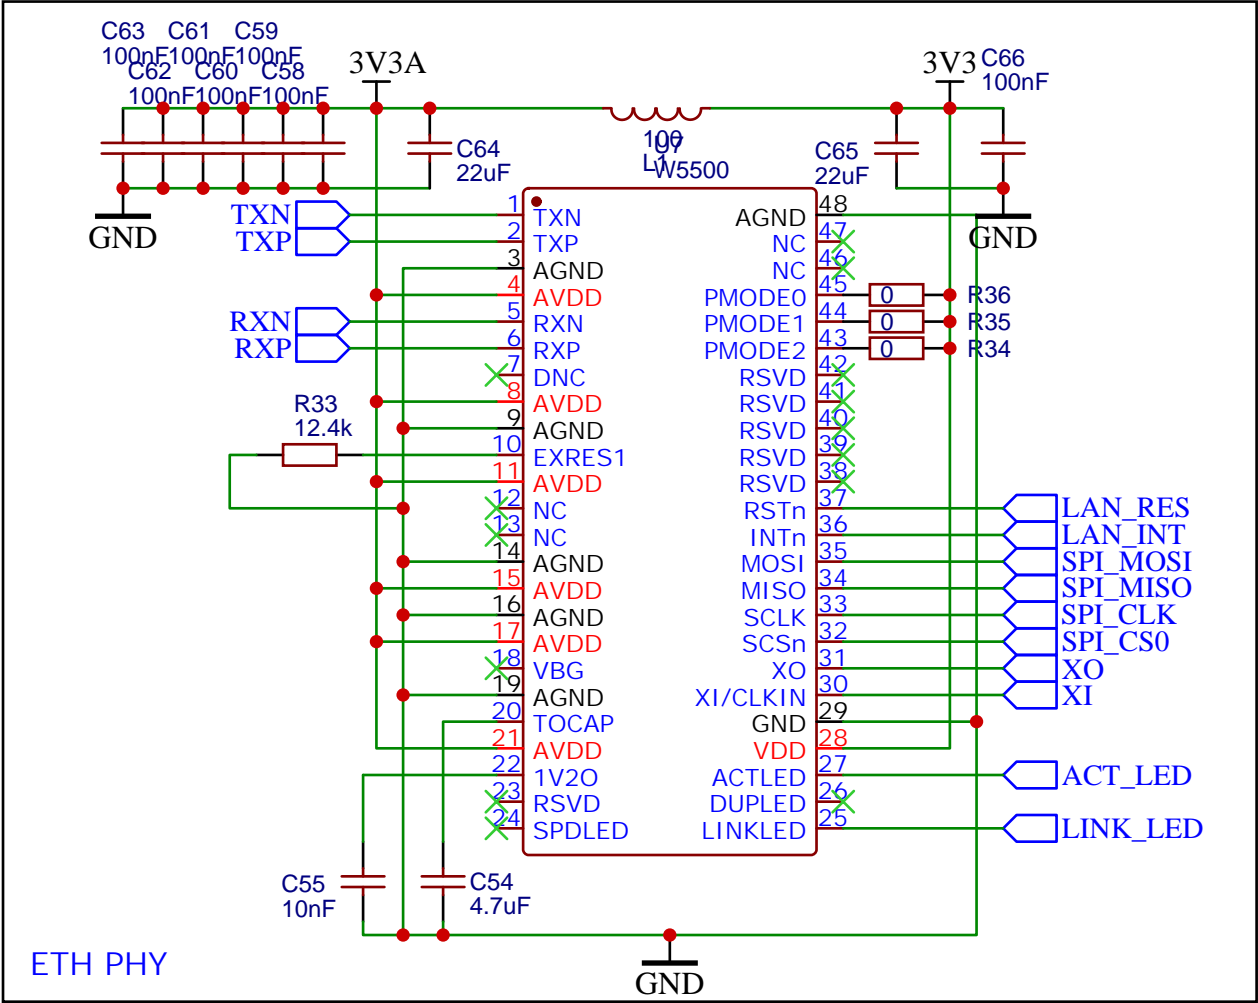 C63 C61 C59
100nF 100nF 100nF
C62 C60 C58
100nF 100nF 100nF
3V3A
3V3
C66
100nF
C64
22uF
100
L1
U7
W5500
C65
22uF
GND
GND
TXN
TXP
RXN
RXP
R33
12.4k
1 TXN
2 TXP
3 AGND
4 AVDD
5 RXN
6 RXP
7 DNC
8 AVDD
9 AGND
10 EXRES1
11 AVDD
12 NC
13 NC
14 AGND
15 AVDD
16 AGND
17 AVDD
18 VBG
19 AGND
20 TOCAP
21 AVDD
22 1V2O
23 RSVD
24 SPDLED
AGND 48
NC 47
NC 46
PMODE0 45 0 R36
PMODE1 44 0 R35
PMODE2 43 0 R34
RSVD 42
RSVD 41
RSVD 40
RSVD 39
RSVD 38
RSTn 37 LAN_RES
INTn 36 LAN_INT
MOSI 35 SPI_MOSI
MISO 34 SPI_MISO
SCLK 33 SPI_CLK
SCSn 32 SPI_CS0
XO 31 XO
XI/CLKIN 30 XI
GND 29
VDD 28
ACTLED 27 ACT_LED
DUPLED 26
LINKLED 25 LINK_LED
C55
10nF
C54
4.7uF
ETH PHY
GND